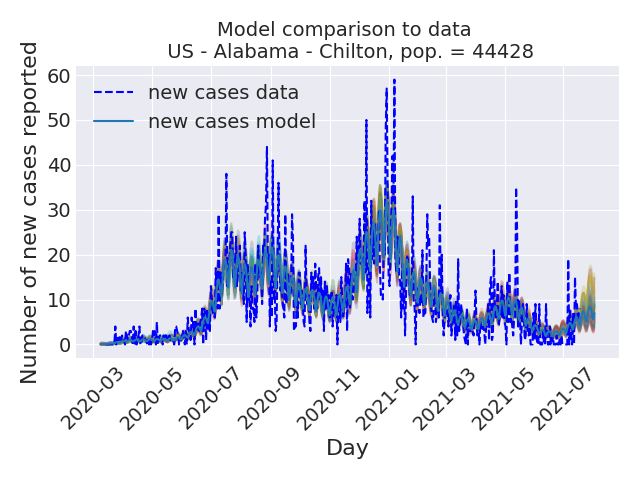 Model comparison to data
US - Alabama - Chilton, pop. = 44428
Number of new cases reported
60
50
40
30
20
10
0
new cases data
new cases model
2020-03
2020-05
2020-07
2020-09
2020-11
2021-01
2021-03
2021-05
2021-07
Day